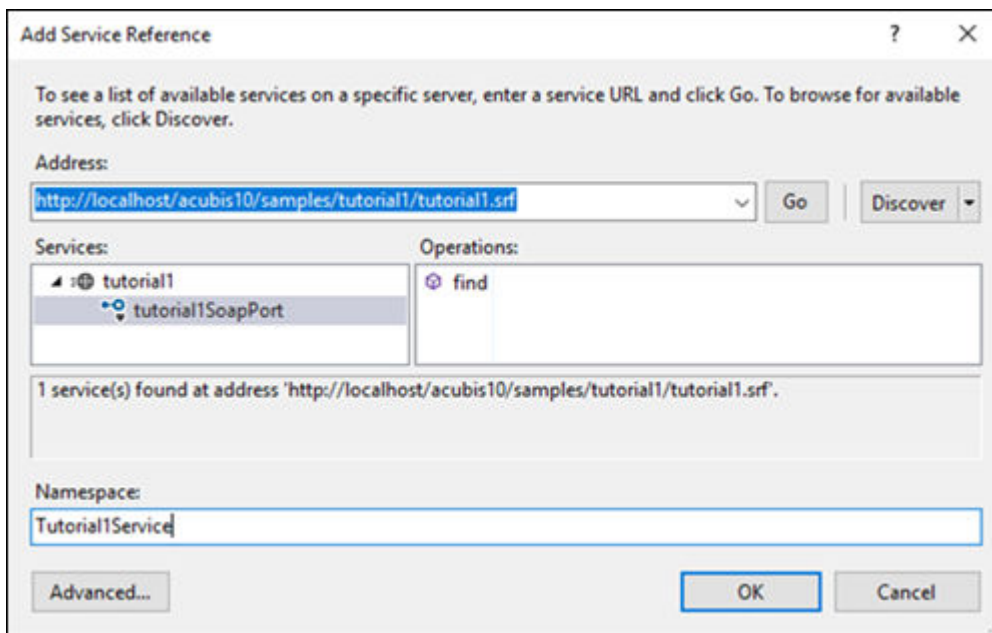 Add Service Reference
?
To see a list of available services on a specific server, enter a service URL and click Go. To browse for available
services, click Discover.
Address:
http://localhost/acubis10/samples/tutorial1/tutorial1.srf
Go
Discover
Services:
Operations:
tutorial1
find
tutorial1SoapPort
1 service(s) found at address 'http://localhost/acubis10/samples/tutorial1/tutorial1.srf'.
Namespace:
Tutorial1Service
Advanced...
OK
Cancel